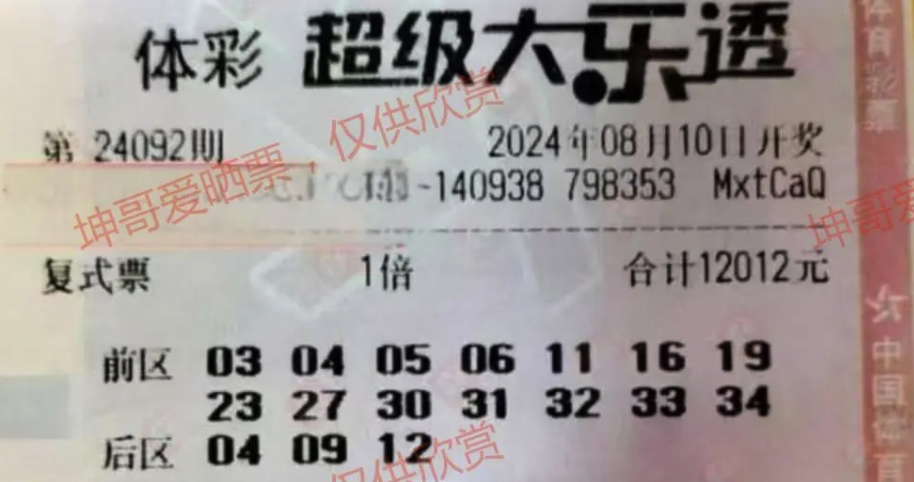 体彩 超级大乐透
第 24092期 2024年08月10日开奖
-140938 798353 MxtCaQ
复式票 1倍 合计12012元
前区 03 04 05 06 11 16 19
23 27 30 31 32 33 34
后区 04 09 12
坤哥爱晒票,仅供欣赏
坤哥爱
仅供欣赏
体育彩票
中国体育